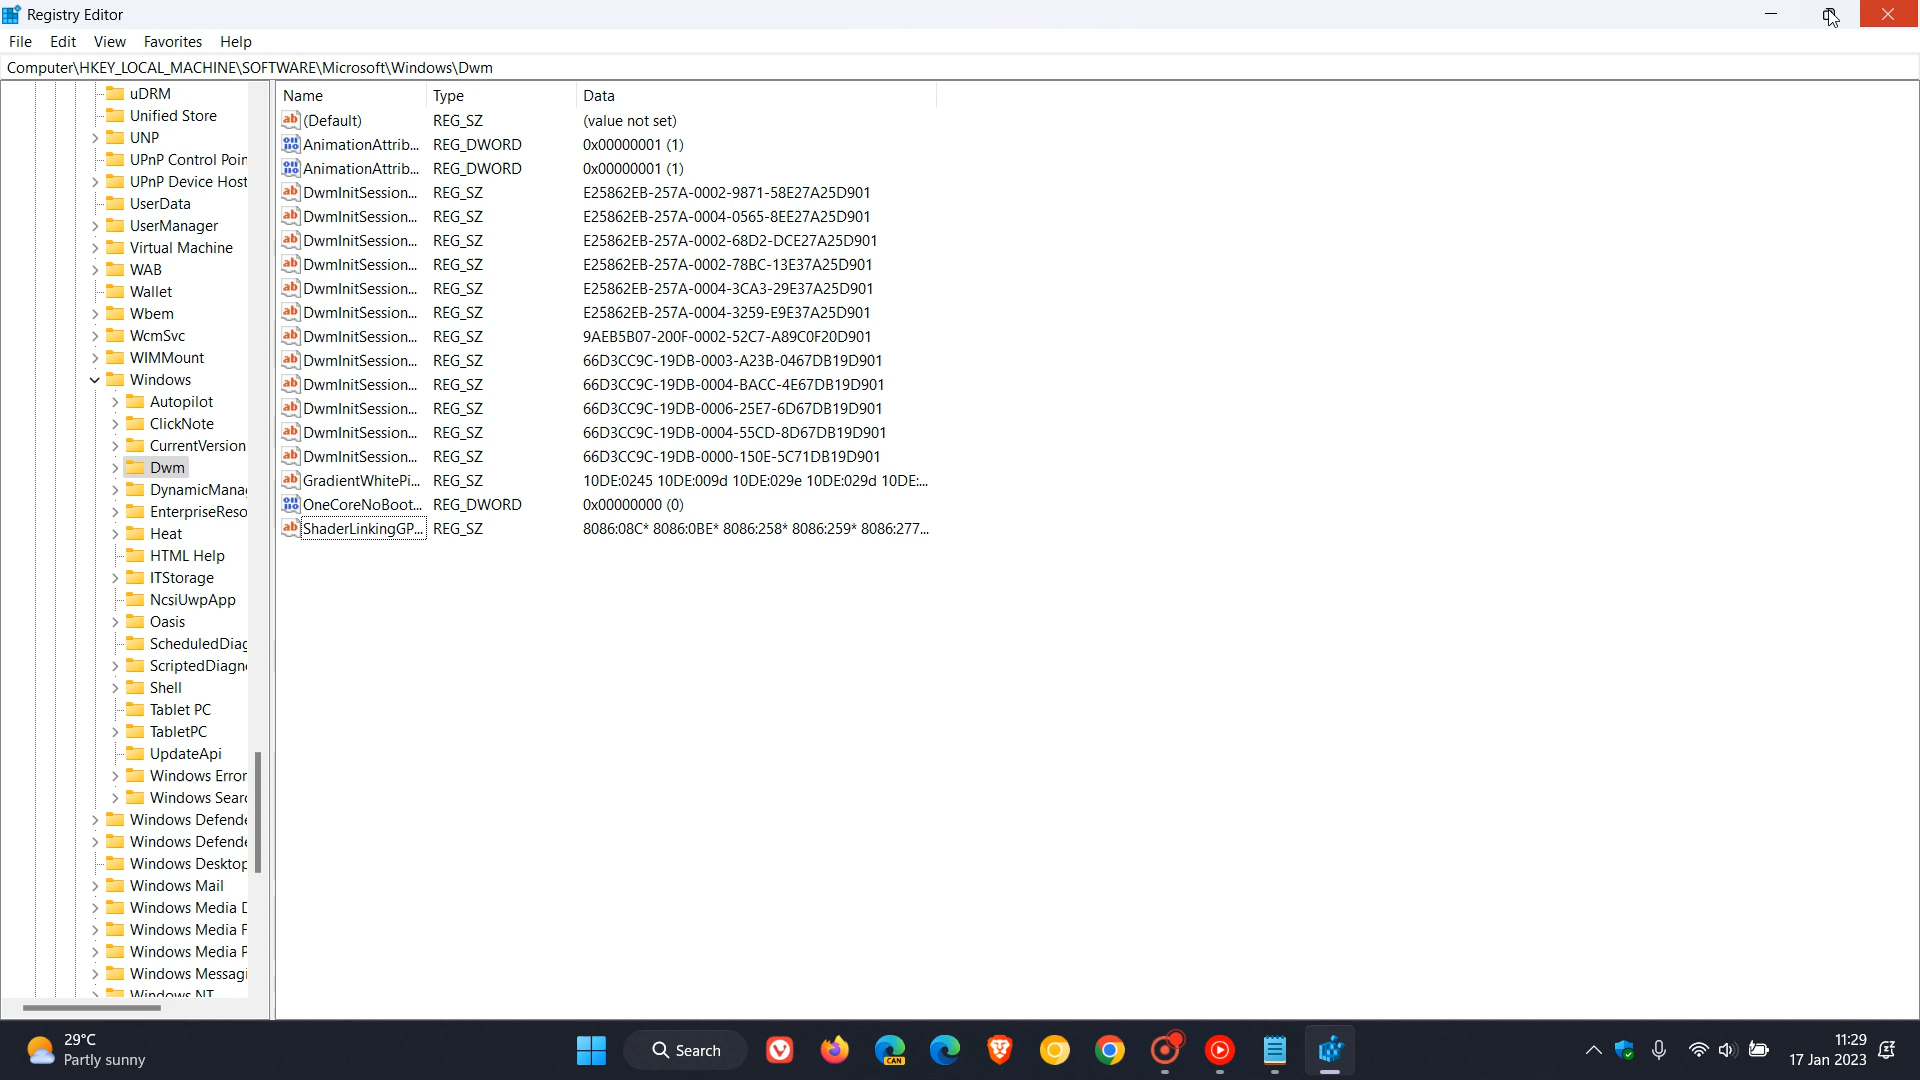 Registry Editor
File Edit View Favorites Help
Computer\HKEY_LOCAL_MACHINE\SOFTWARE\Microsoft\Windows\Dwm
uDRM
Unified Store
UNP
UPnP Control Poin
UPnP Device Host
UserData
UserManager
Virtual Machine
WAB
Wallet
Wbem
WcmSvc
WIMMount
Windows
Autopilot
ClickNote
CurrentVersion
Dwm
DynamicManag
EnterpriseReso
Heat
HTML Help
ITStorage
NcsiUwpApp
Oasis
ScheduledDiag
ScriptedDiagno
Shell
Tablet PC
TabletPC
UpdateApi
Windows Error
Windows Searc
Windows Defende
Windows Defende
Windows Desktop
Windows Mail
Windows Media D
Windows Media F
Windows Media P
Windows Messagi
Windows NT
Name Type Data
(Default) REG_SZ (value not set)
AnimationAttrib... REG_DWORD 0x00000001 (1)
AnimationAttrib... REG_DWORD 0x00000001 (1)
DwmInitSession... REG_SZ E25862EB-257A-0002-9871-58E27A25D901
DwmInitSession... REG_SZ E25862EB-257A-0004-0565-8EE27A25D901
DwmInitSession... REG_SZ E25862EB-257A-0002-68D2-DCE27A25D901
DwmInitSession... REG_SZ E25862EB-257A-0002-78BC-13E37A25D901
DwmInitSession... REG_SZ E25862EB-257A-0004-3CA3-29E37A25D901
DwmInitSession... REG_SZ E25862EB-257A-0004-3259-E9E37A25D901
DwmInitSession... REG_SZ 9AEB5B07-200F-0002-52C7-A89C0F20D901
DwmInitSession... REG_SZ 66D3CC9C-19DB-0003-A23B-0467DB19D901
DwmInitSession... REG_SZ 66D3CC9C-19DB-0004-BACC-4E67DB19D901
DwmInitSession... REG_SZ 66D3CC9C-19DB-0006-25E7-6D67DB19D901
DwmInitSession... REG_SZ 66D3CC9C-19DB-0004-55CD-8D67DB19D901
DwmInitSession... REG_SZ 66D3CC9C-19DB-0000-150E-5C71DB19D901
GradientWhitePi... REG_SZ 10DE:0245 10DE:009d 10DE:029e 10DE:029d 10DE:...
OneCoreNoBoot... REG_DWORD 0x00000000 (0)
ShaderLinkingGP... REG_SZ 8086:08C* 8086:0BE* 8086:258* 8086:259* 8086:277...
29°C
Partly sunny
Search
CAN
11:29
17 Jan 2023